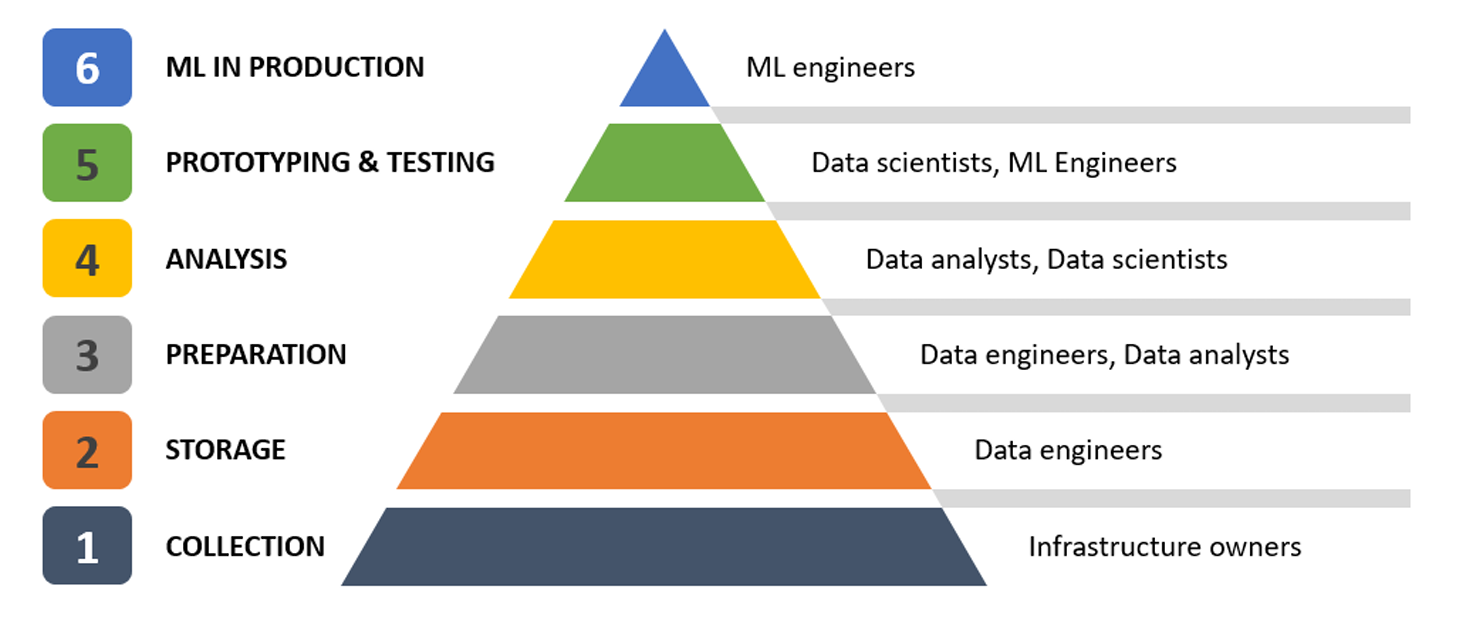 6 ML IN PRODUCTION ML engineers
5 PROTOTYPING & TESTING Data scientists, ML Engineers
4 ANALYSIS Data analysts, Data scientists
3 PREPARATION Data engineers, Data analysts
2 STORAGE Data engineers
1 COLLECTION Infrastructure owners